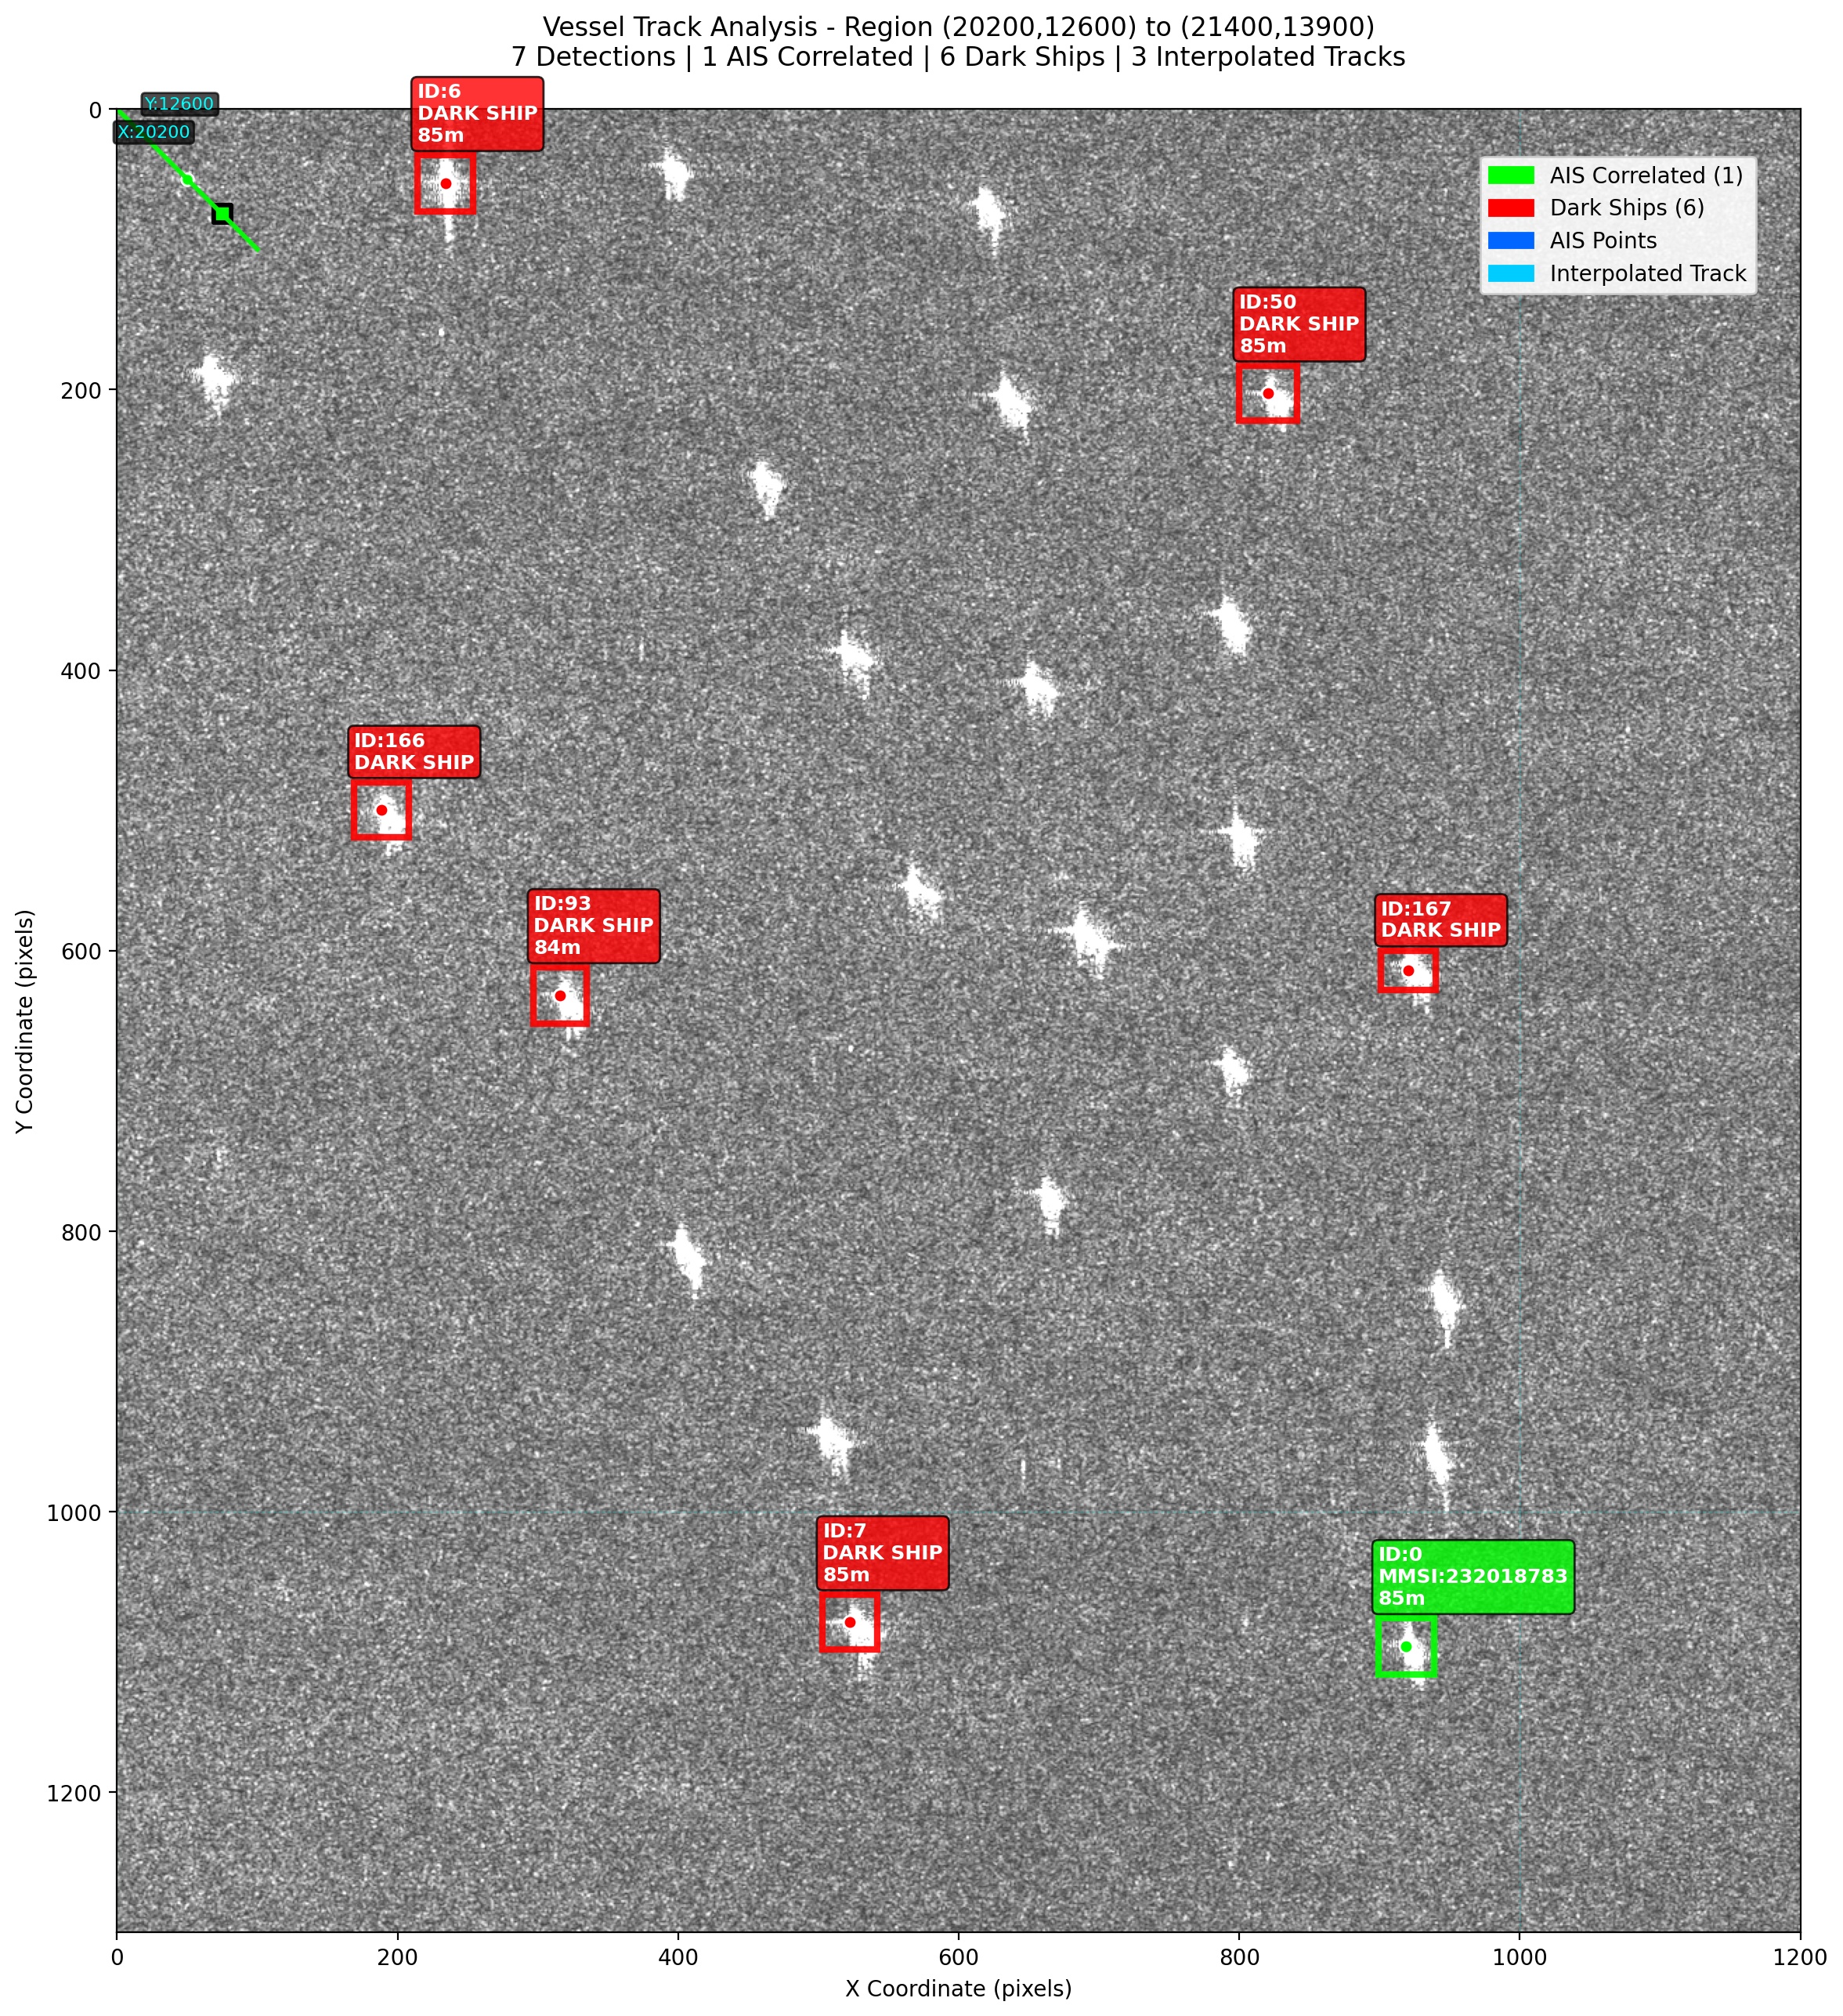 Vessel Track Analysis - Region (20200,12600) to (21400,13900)
7 Detections | 1 AIS Correlated | 6 Dark Ships | 3 Interpolated Tracks
Y:12600
X:20200
ID:6
DARK SHIP
85m
AIS Correlated (1)
Dark Ships (6)
AIS Points
Interpolated Track
ID:50
DARK SHIP
85m
ID:166
DARK SHIP
ID:93
DARK SHIP
84m
ID:167
DARK SHIP
ID:7
DARK SHIP
85m
ID:0
MMSI:232018783
85m
0
200
400
600
800
1000
1200
Y Coordinate (pixels)
0 200 400 600 800 1000 1200
X Coordinate (pixels)